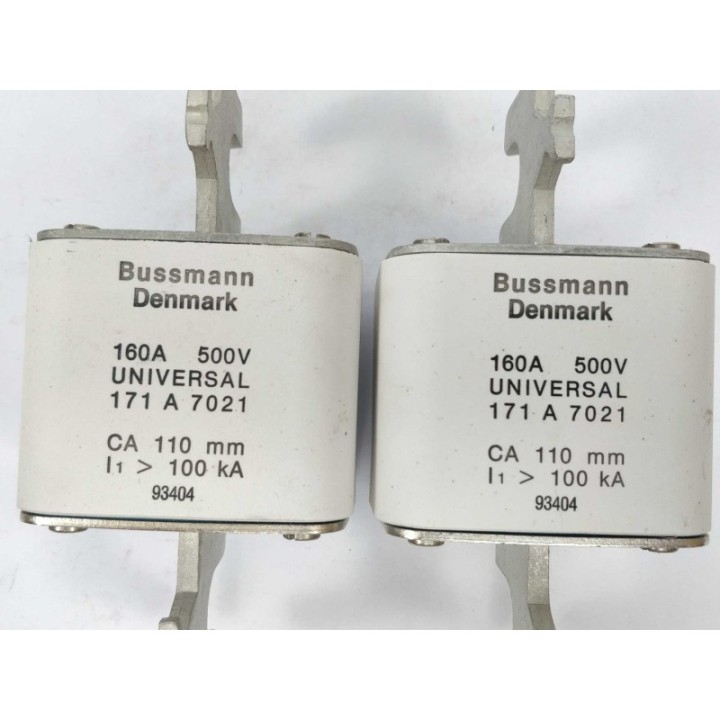 Bussmann
Denmark
160A 500V
UNIVERSAL
171 A 7021
CA 110 mm
I1 > 100 kA
93404
Bussmann
Denmark
160A 500V
UNIVERSAL
171 A 7021
CA 110 mm
I1 > 100 kA
93404